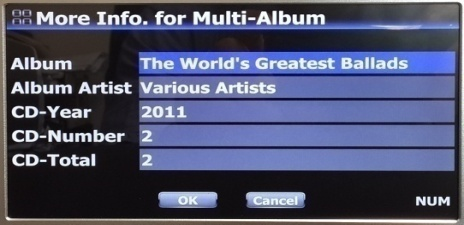 More Info. for Multi-Album
Album The World's Greatest Ballads
Album Artist Various Artists
CD-Year 2011
CD-Number 2
CD-Total 2
OK Cancel NUM